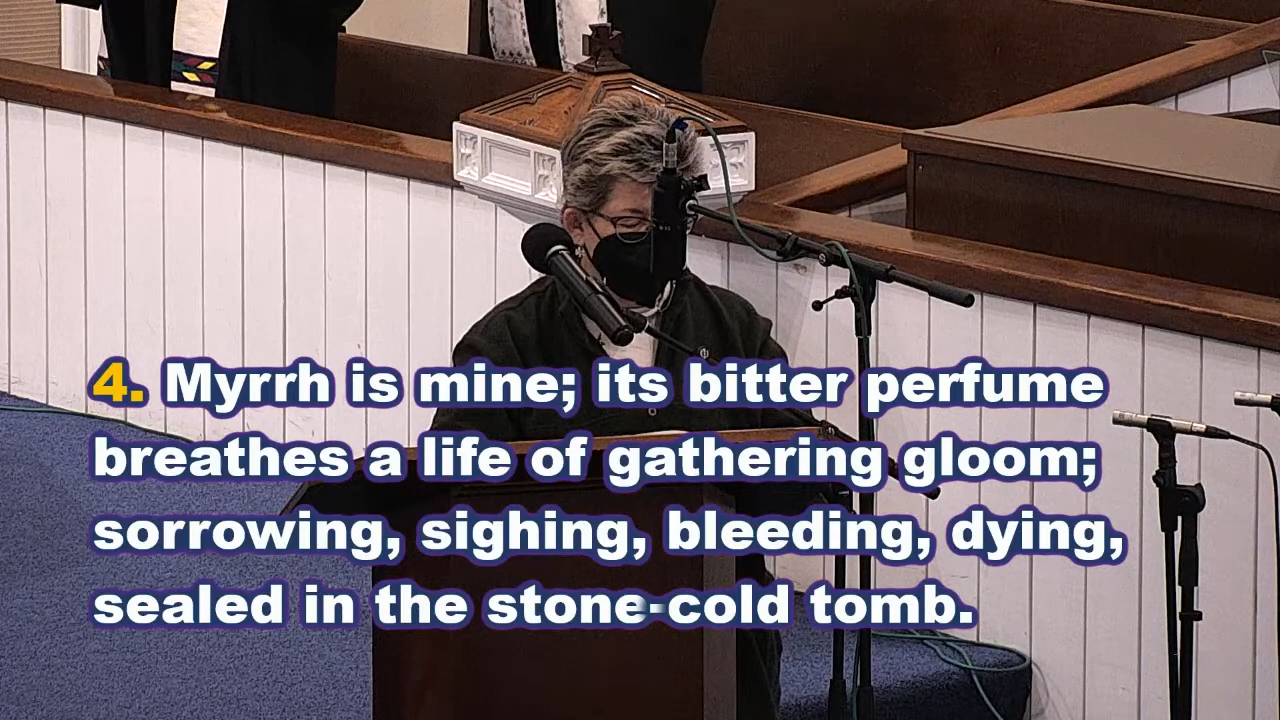 4. Myrrh is mine; its bitter perfume
breathes a life of gathering gloom;
sorrowing, sighing, bleeding, dying,
sealed in the stone-cold tomb.